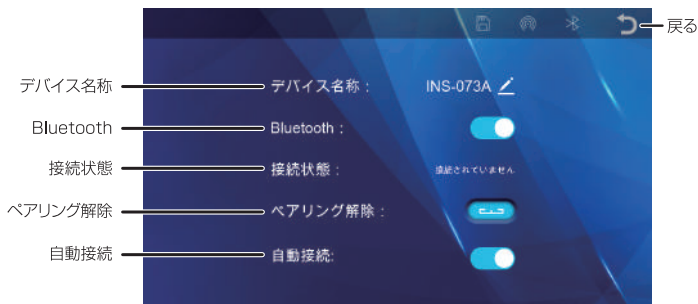 戻る
デバイス名称
デバイス名称 :
INS-073A
Bluetooth
Bluetooth :
接続状態
接続状態 :
接続されていません
ペアリング解除
ペアリング解除 :
自動接続
自動接続: